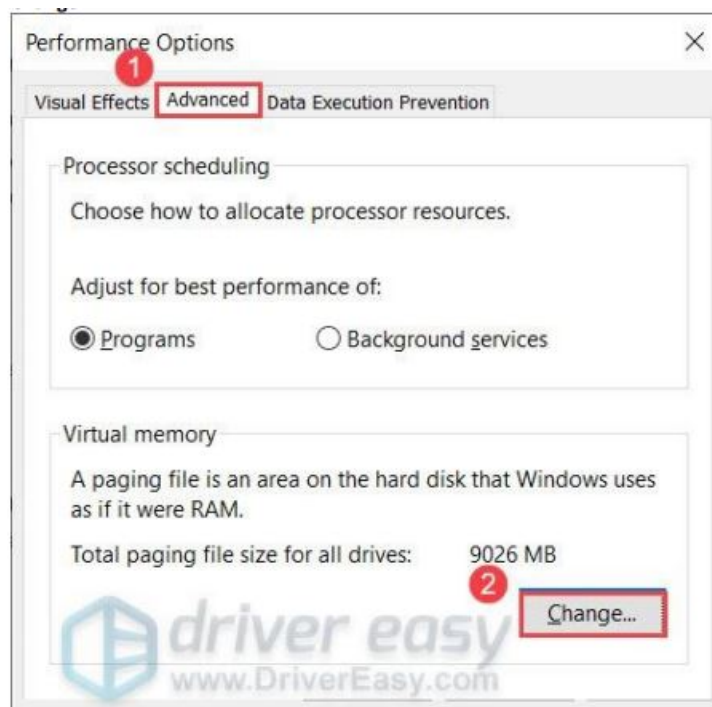 Performance Options
1
Visual Effects Advanced Data Execution Prevention
Processor scheduling
Choose how to allocate processor resources.
Adjust for best performance of:
Programs Background services
Virtual memory
A paging file is an area on the hard disk that Windows uses
as if it were RAM.
Total paging file size for all drives: 9026 MB
2
Change...
driver easy
www.DriverEasy.com